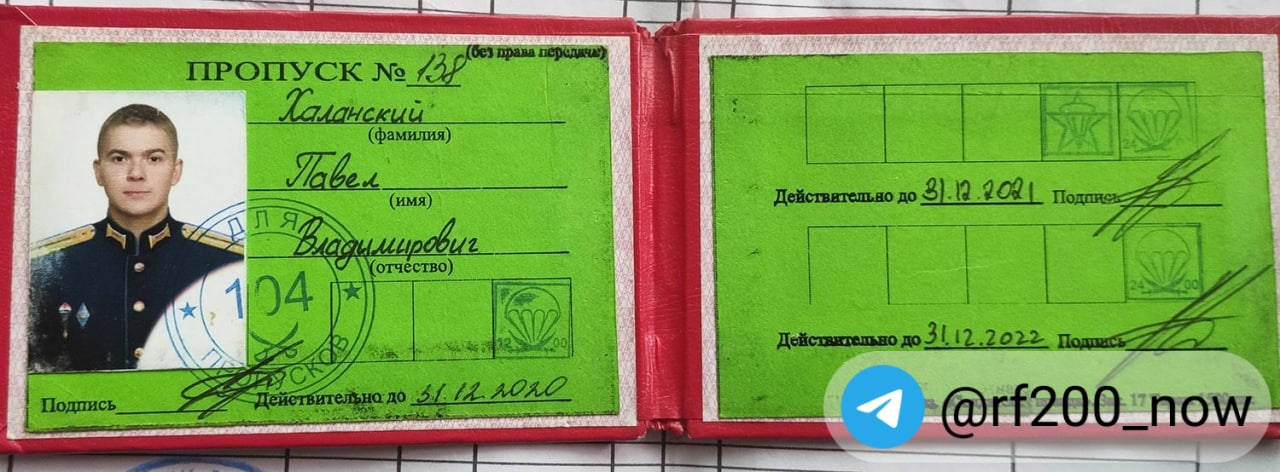 (без права передачи)
ПРОПУСК № 138
Халанский
(фамилия)
Павел
(имя)
Владимирович
(отчество)
ДЛЯ
104
ПРОПУСКОВ
12 00
Подпись
Действительно до 31.12.2020
24
Действительно до 31.12.2021 Подпись
24 00
Действительно до 31.12.2022 Подпись
@rf200_now